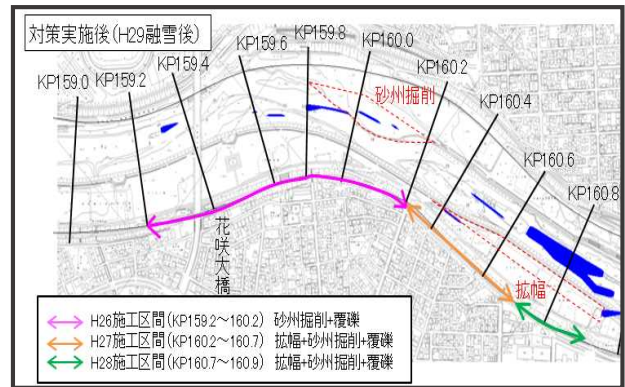 対策実施後(H29融雪後)
KP159.0
KP159.2
KP159.4
KP159.6
KP159.8
KP160.0
KP160.2
KP160.4
KP160.6
KP160.8
砂州掘削
拡幅
花咲大橋
H26施工区間(KP159.2～160.2) 砂州掘削+覆礫
H27施工区間(KP160.2～160.7) 拡幅+砂州掘削+覆礫
H28施工区間(KP160.7～160.9) 拡幅+砂州掘削+覆礫